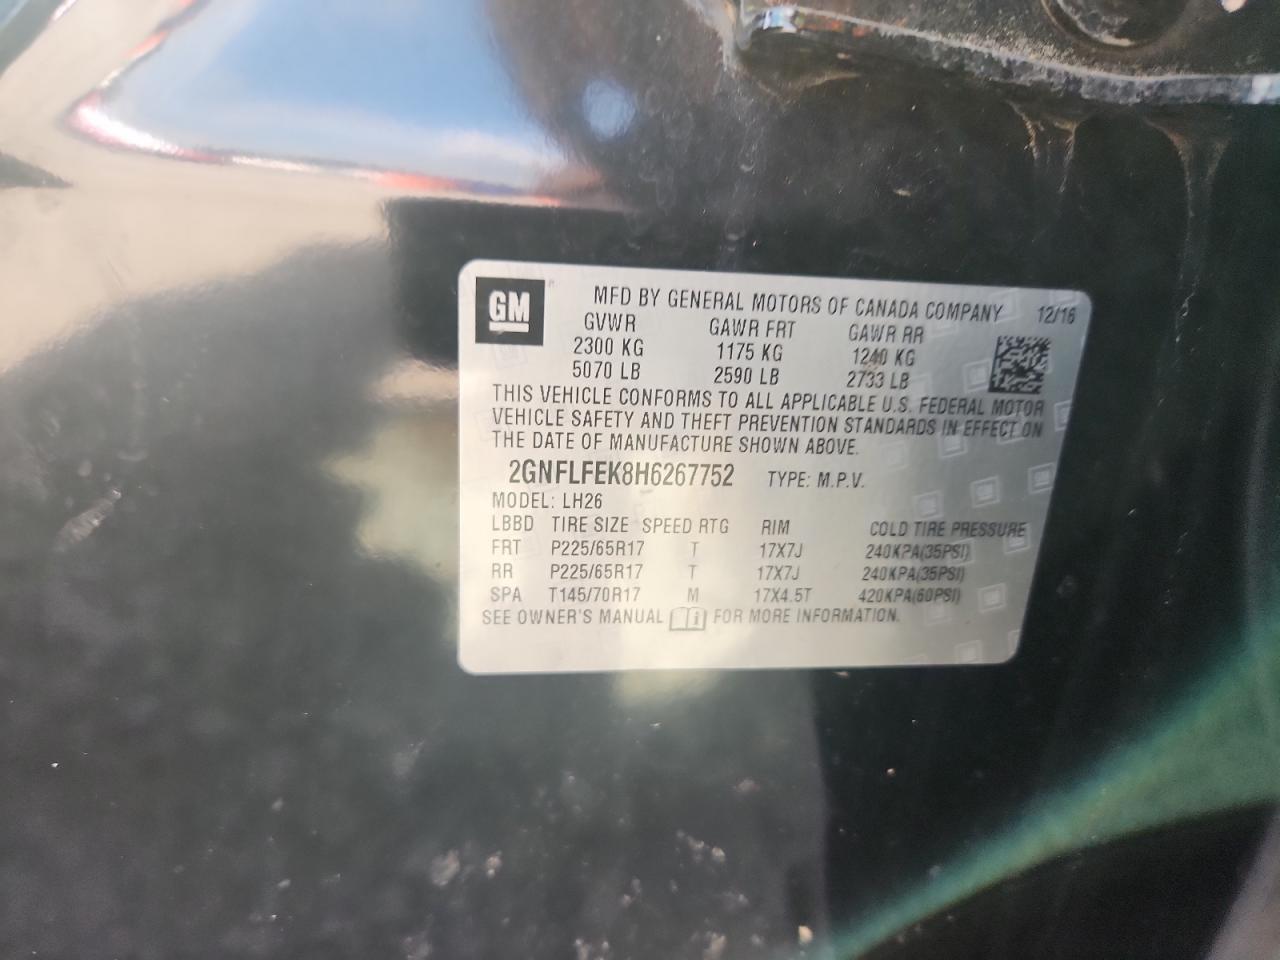 GM MFD BY GENERAL MOTORS OF CANADA COMPANY 12/16
GVWR GAWR FRT GAWR RR
2300 KG 1175 KG 1240 KG
5070 LB 2590 LB 2733 LB
THIS VEHICLE CONFORMS TO ALL APPLICABLE U.S. FEDERAL MOTOR
VEHICLE SAFETY AND THEFT PREVENTION STANDARDS IN EFFECT ON
THE DATE OF MANUFACTURE SHOWN ABOVE.
2GNFLFEK8H6267752 TYPE: M.P.V.
MODEL: LH26
LBBD TIRE SIZE SPEED RTG RIM COLD TIRE PRESSURE
FRT P225/65R17 T 17X7J 240KPA(35PSI)
RR P225/65R17 T 17X7J 240KPA(35PSI)
SPA T145/70R17 M 17X4.5T 420KPA(60PSI)
SEE OWNER'S MANUAL FOR MORE INFORMATION.